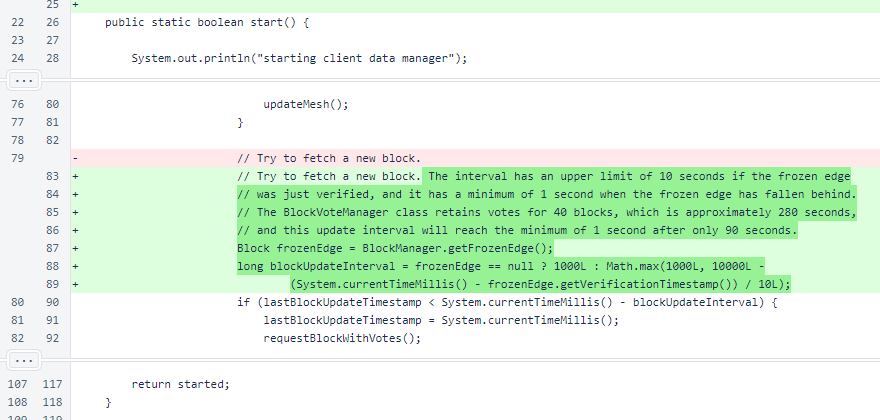 25 +
22 26 public static boolean start() {
23 27
24 28 System.out.println("starting client data manager");
...
76 80 updateMesh();
77 81 }
78 82
79 - // Try to fetch a new block.
83 + // Try to fetch a new block. The interval has an upper limit of 10 seconds if the frozen edge
84 + // was just verified, and it has a minimum of 1 second when the frozen edge has fallen behind.
85 + // The BlockVoteManager class retains votes for 40 blocks, which is approximately 280 seconds,
86 + // and this update interval will reach the minimum of 1 second after only 90 seconds.
87 + Block frozenEdge = BlockManager.getFrozenEdge();
88 + long blockUpdateInterval = frozenEdge == null ? 1000L : Math.max(1000L, 10000L -
89 + (System.currentTimeMillis() - frozenEdge.getVerificationTimestamp()) / 10L);
80 90 if (lastBlockUpdateTimestamp < System.currentTimeMillis() - blockUpdateInterval) {
81 91 lastBlockUpdateTimestamp = System.currentTimeMillis();
82 92 requestBlockWithVotes();
...
107 117 return started;
108 118 }
109 119